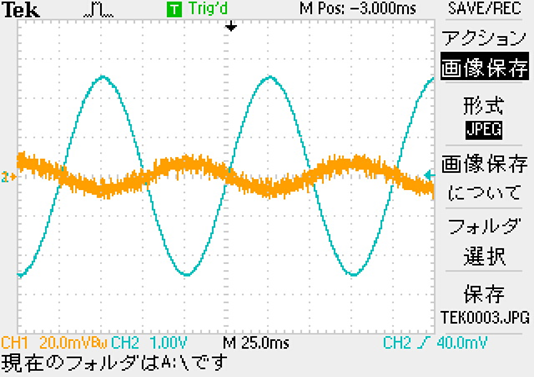 Tek T Trig'd M Pos: -3.000ms SAVE/REC
アクション
画像保存
形式
JPEG
画像保存
について
フォルダ
選択
保存
TEK0003.JPG
2
CH1 20.0mVBw CH2 1.00V M 25.0ms CH2 40.0mV
現在のフォルダはA:\です